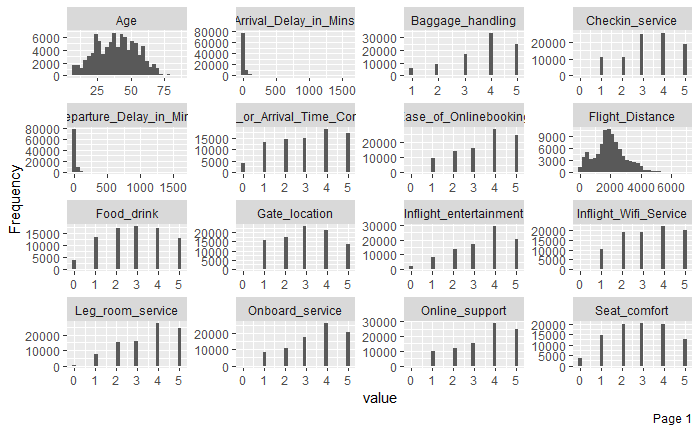 Age
Arrival_Delay_in_Mins
Baggage_handling
Checkin_service
6000
4000
2000
0
25 50 75
80000
60000
40000
20000
0
0 500 1000 1500
30000
20000
10000
0
1 2 3 4 5
20000
10000
0
0 1 2 3 4 5
eparture_Delay_in_Min
_or_Arrival_Time_Con
ase_of_Onlinebooking
Flight_Distance
80000
60000
40000
20000
0
0 500 1000 1500
15000
10000
5000
0
0 1 2 3 4 5
20000
10000
0
0 1 2 3 4 5
9000
6000
3000
0
0 2000 4000 6000
Frequency
Food_drink
Gate_location
Inflight_entertainment
Inflight_Wifi_Service
15000
10000
5000
0
0 1 2 3 4 5
20000
15000
10000
5000
0
0 1 2 3 4 5
30000
20000
10000
0
0 1 2 3 4 5
20000
15000
10000
5000
0
0 1 2 3 4 5
Leg_room_service
Onboard_service
Online_support
Seat_comfort
20000
10000
0
0 1 2 3 4 5
20000
10000
0
0 1 2 3 4 5
30000
20000
10000
0
0 1 2 3 4 5
20000
15000
10000
5000
0
0 1 2 3 4 5
value
Page 1